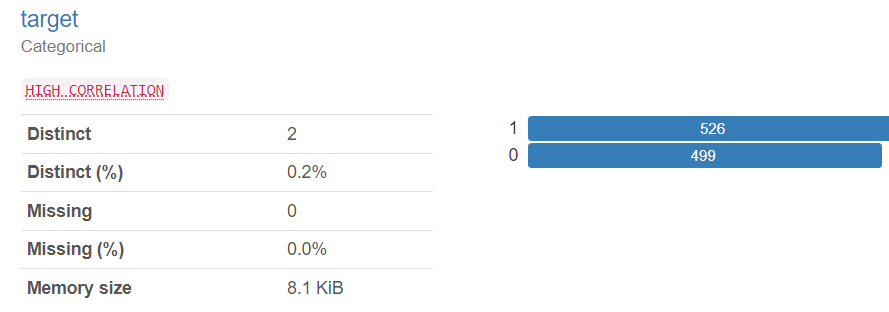 target
Categorical
HIGH CORRELATION
Distinct 2
Distinct (%) 0.2%
Missing 0
Missing (%) 0.0%
Memory size 8.1 KiB
1 526
0 499